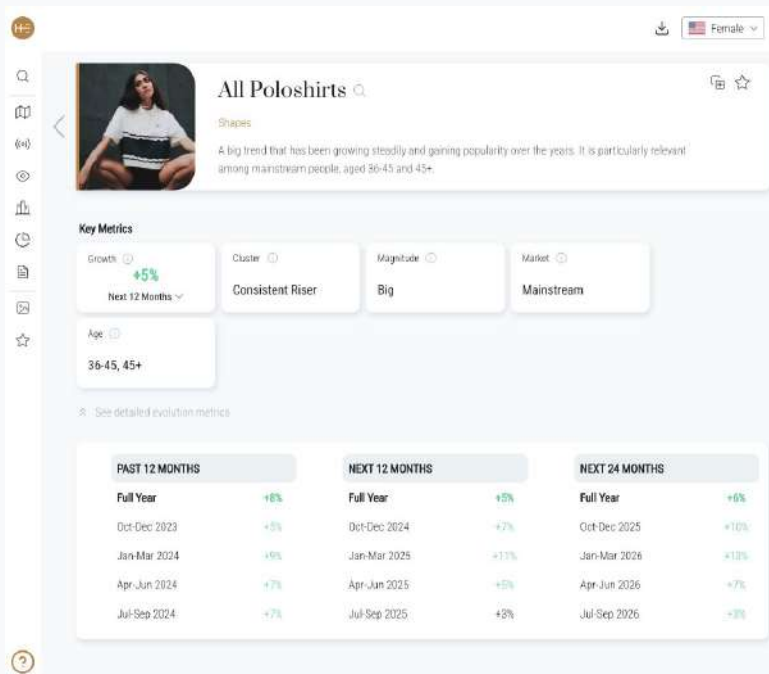 HE
Female
All Poloshirts
Shapes
A big trend that has been growing steadily and gaining popularity over the years. It is particularly relevant
among mainstream people, aged 36-45 and 45+.
Key Metrics
Growth
+5%
Next 12 Months
Cluster
Consistent Riser
Magnitude
Big
Market
Mainstream
Age
36-45, 45+
See detailed evolution metrics
PAST 12 MONTHS
Full Year +8%
Oct-Dec 2023 +5%
Jan-Mar 2024 +9%
Apr-Jun 2024 +7%
Jul-Sep 2024 +7%
NEXT 12 MONTHS
Full Year +5%
Oct-Dec 2024 +7%
Jan-Mar 2025 +11%
Apr-Jun 2025 +5%
Jul-Sep 2025 +3%
NEXT 24 MONTHS
Full Year +6%
Oct-Dec 2025 +10%
Jan-Mar 2026
Apr-Jun 2026 +7%
Jul-Sep 2026
?